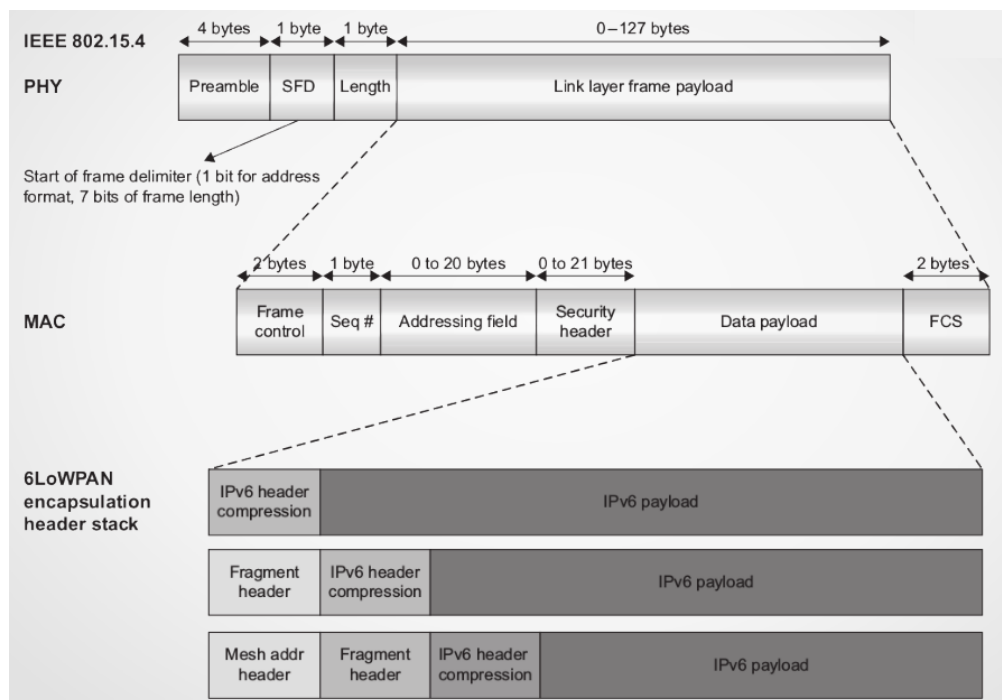 IEEE 802.15.4
4 bytes
1 byte
1 byte
0–127 bytes
PHY
Preamble
SFD
Length
Link layer frame payload
Start of frame delimiter (1 bit for address
format, 7 bits of frame length)
2 bytes
1 byte
0 to 20 bytes
0 to 21 bytes
2 bytes
MAC
Frame
control
Seq #
Addressing field
Security
header
Data payload
FCS
6LoWPAN
encapsulation
header stack
IPv6 header
compression
IPv6 payload
Fragment
header
IPv6 header
compression
IPv6 payload
Mesh addr
header
Fragment
header
IPv6 header
compression
IPv6 payload